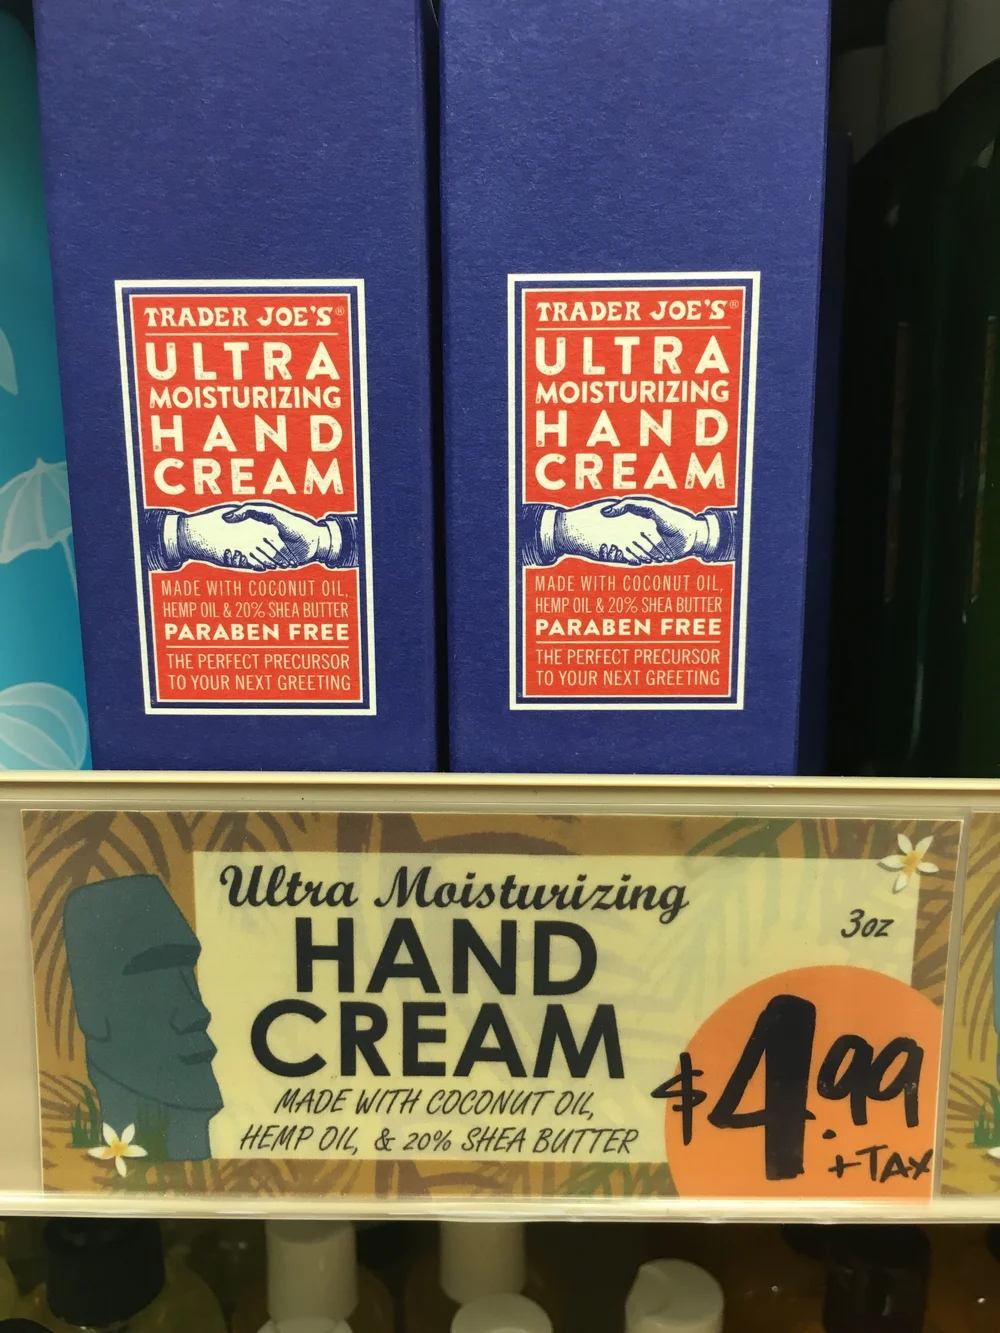 TRADER JOE'S®
ULTRA
MOISTURIZING
HAND
CREAM
MADE WITH COCONUT OIL,
HEMP OIL & 20% SHEA BUTTER
PARABEN FREE
THE PERFECT PRECURSOR
TO YOUR NEXT GREETING
TRADER JOE'S®
ULTRA
MOISTURIZING
HAND
CREAM
MADE WITH COCONUT OIL,
HEMP OIL & 20% SHEA BUTTER
PARABEN FREE
THE PERFECT PRECURSOR
TO YOUR NEXT GREETING
Ultra Moisturizing
HAND
CREAM
MADE WITH COCONUT OIL,
HEMP OIL, & 20% SHEA BUTTER
3oz
$4.99
+TAX